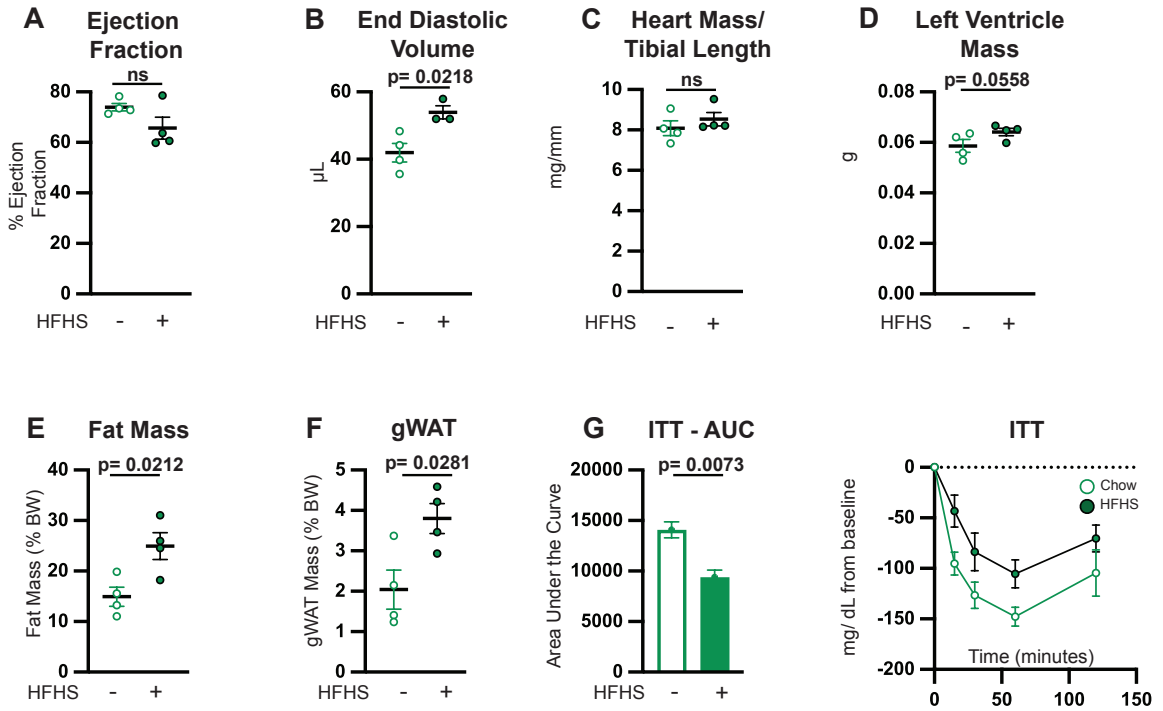 A
Ejection
Fraction
ns
80
60
40
20
0
% Ejection
Fraction
HFHS - +
B
End Diastolic
Volume
p= 0.0218
60
40
20
0
µL
HFHS - +
C
Heart Mass/
Tibial Length
ns
10
8
6
4
2
0
mg/mm
HFHS - +
D
Left Ventricle
Mass
p= 0.0558
0.08
0.06
0.04
0.02
0.00
g
HFHS - +
E
Fat Mass
p= 0.0212
40
30
20
10
0
Fat Mass (% BW)
HFHS - +
F
gWAT
p= 0.0281
5
4
3
2
1
0
gWAT Mass (% BW)
HFHS - +
G
ITT - AUC
p= 0.0073
20000
15000
10000
5000
0
Area Under the Curve
HFHS - +
ITT
0
-50
-100
-150
-200
mg/ dL from baseline
Chow
HFHS
Time (minutes)
0 50 100 150